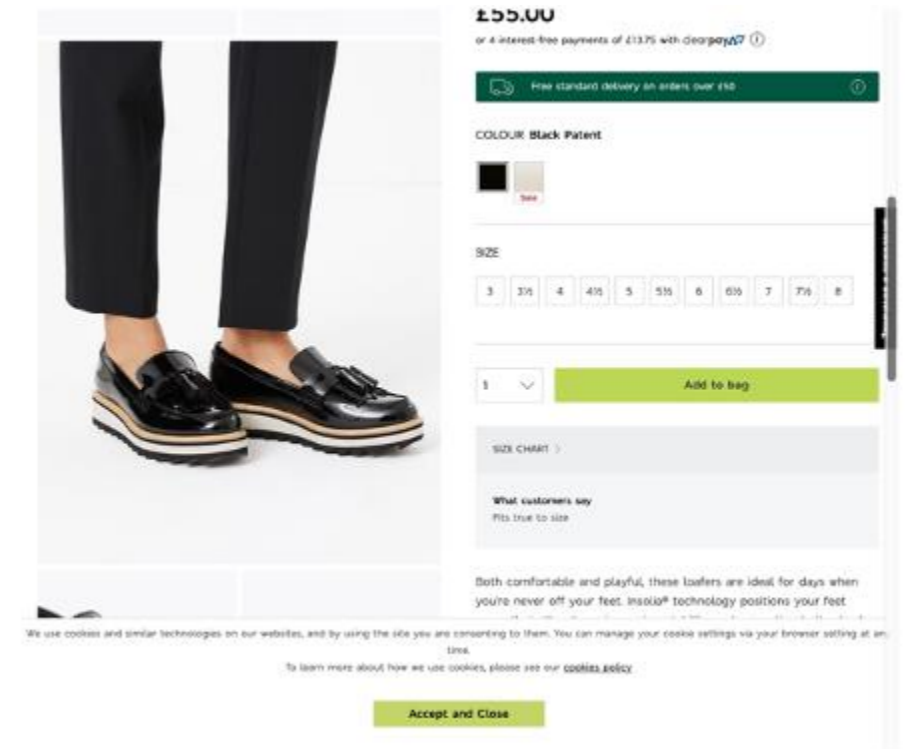 £55.00
or 4 interest-free payments of £13.75 with clearpay
Free standard delivery on orders over £50
COLOUR Black Patent
Sale
SIZE
3 3½ 4 4½ 5 5½ 6 6½ 7 7½ 8
1 Add to bag
SIZE CHART >
What customers say
Fits true to size
Both comfortable and playful, these loafers are ideal for days when
you're never off your feet. Insolia® technology positions your feet
We use cookies and similar technologies on our websites, and by using the site you are consenting to them. You can manage your cookie settings via your browser setting at any
time.
To learn more about how we use cookies, please see our cookies policy
Accept and Close